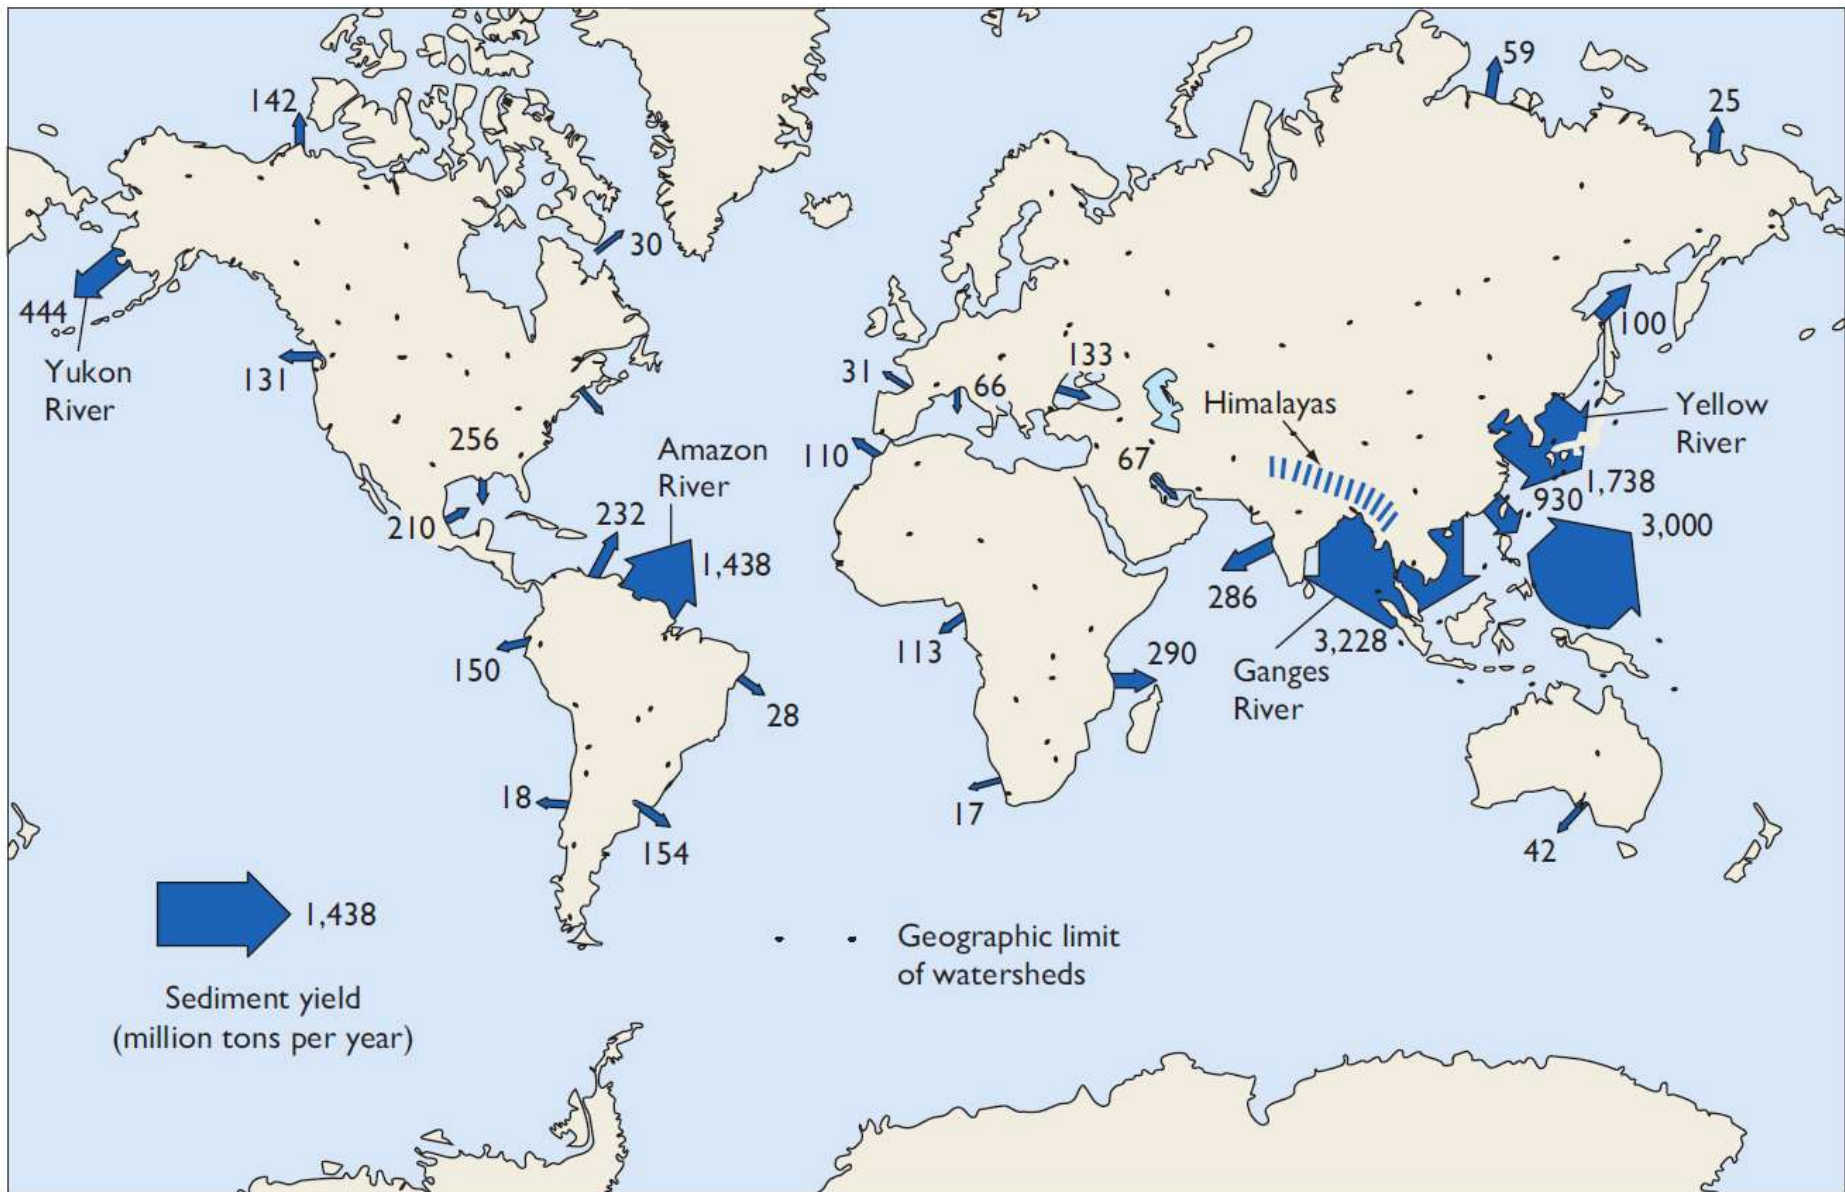 59
142
25
30
444
100
Yukon
River
131
31
66
133
Himalayas
Yellow
River
256
Amazon
River
110
67
210
232
930
1,738
3,000
1,438
286
113
3,228
290
150
Ganges
River
28
18
17
154
42
1,438
Geographic limit
of watersheds
Sediment yield
(million tons per year)